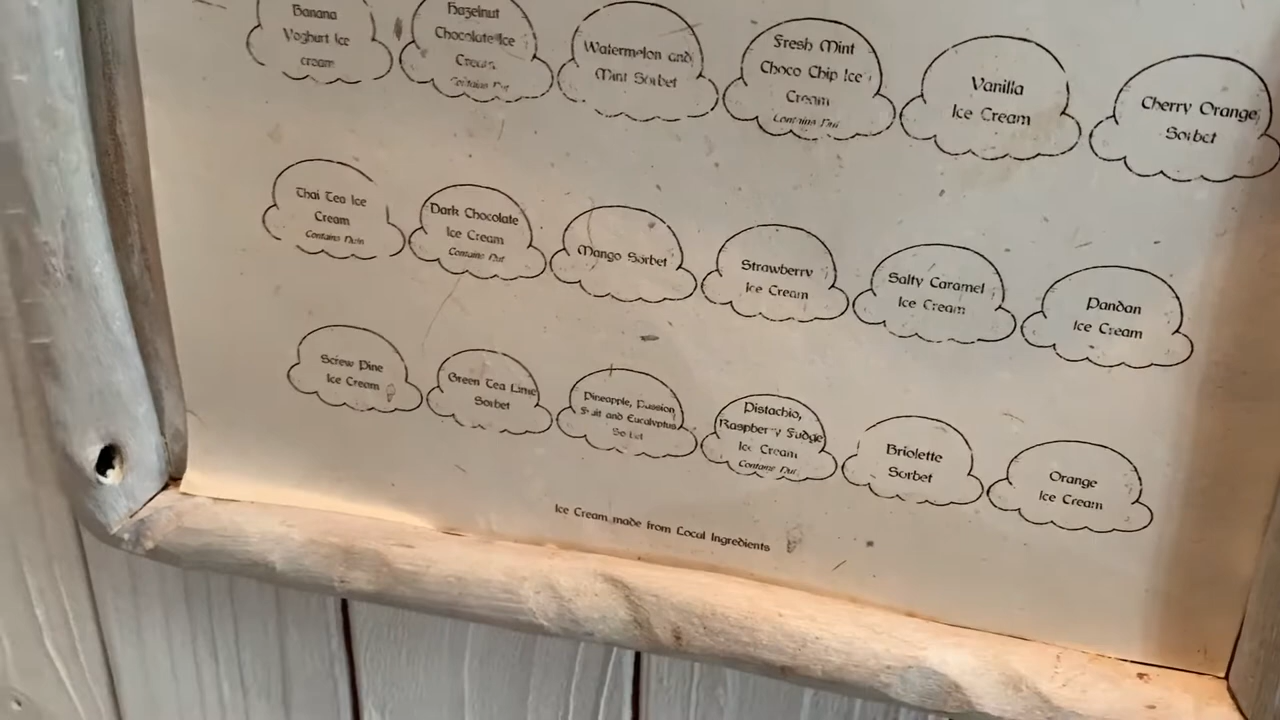 Banana
Yoghurt Ice
cream
Hazelnut
Chocolate Ice
Cream
Contains Nut
Watermelon and
Mint Sorbet
Fresh Mint
Choco Chip Ice
Cream
Contains Nut
Vanilla
Ice Cream
Cherry Orange
Sorbet
Thai Tea Ice
Cream
Contains Nuts
Dark Chocolate
Ice Cream
Contains Nut
Mango Sorbet
Strawberry
Ice Cream
Salty Caramel
Ice Cream
Pandan
Ice Cream
Screw Pine
Ice Cream
Green Tea Lime
Sorbet
Pineapple, Passion
Fruit and Eucalyptus
Sorbet
Pistachio,
Raspberry Fudge
Ice Cream
Contains Nut
Briolette
Sorbet
Orange
Ice Cream
Ice Cream made from Local Ingredients